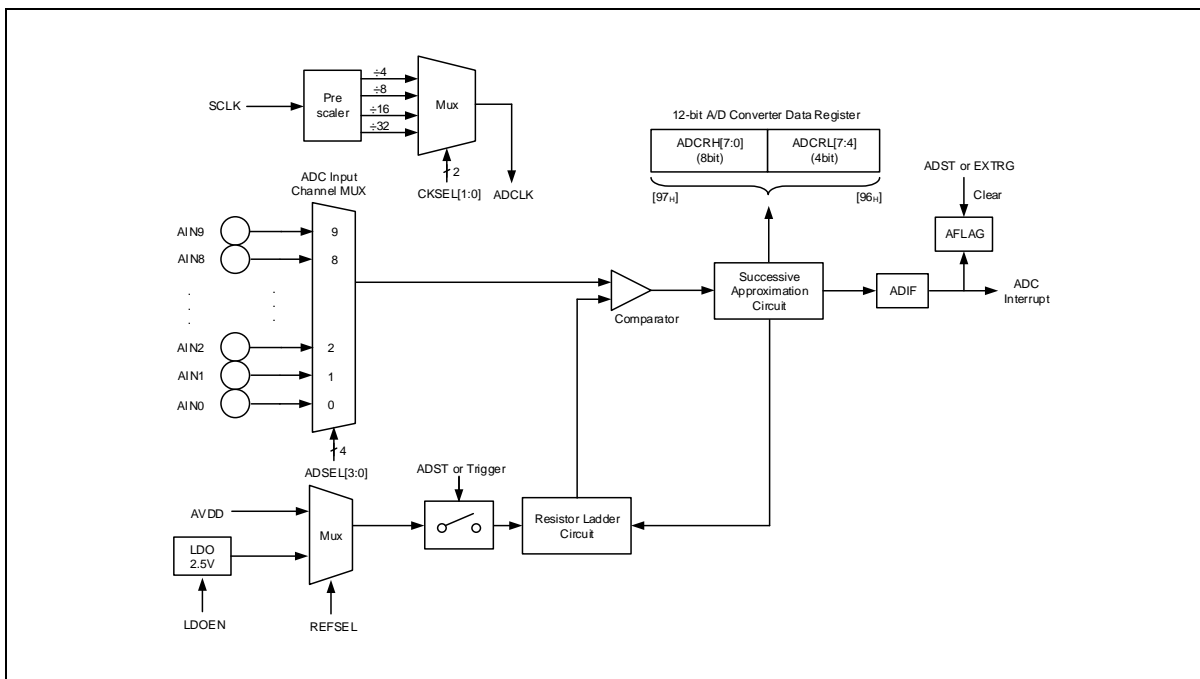 ÷4
÷8
÷16
÷32
Pre
scaler
Mux
SCLK
2
CKSEL[1:0]
ADCLK
12-bit A/D Converter Data Register
ADCRH[7:0]
(8bit)
ADCRL[7:4]
(4bit)
[97H]
[96H]
ADST or EXTRG
Clear
AFLAG
ADC Input
Channel MUX
AIN9
9
AIN8
8
.
.
.
.
.
.
AIN2
2
AIN1
1
AIN0
0
4
ADSEL[3:0]
Comparator
Successive
Approximation
Circuit
ADIF
ADC
Interrupt
ADST or Trigger
AVDD
Mux
LDO
2.5V
LDOEN
REFSEL
Resistor Ladder
Circuit